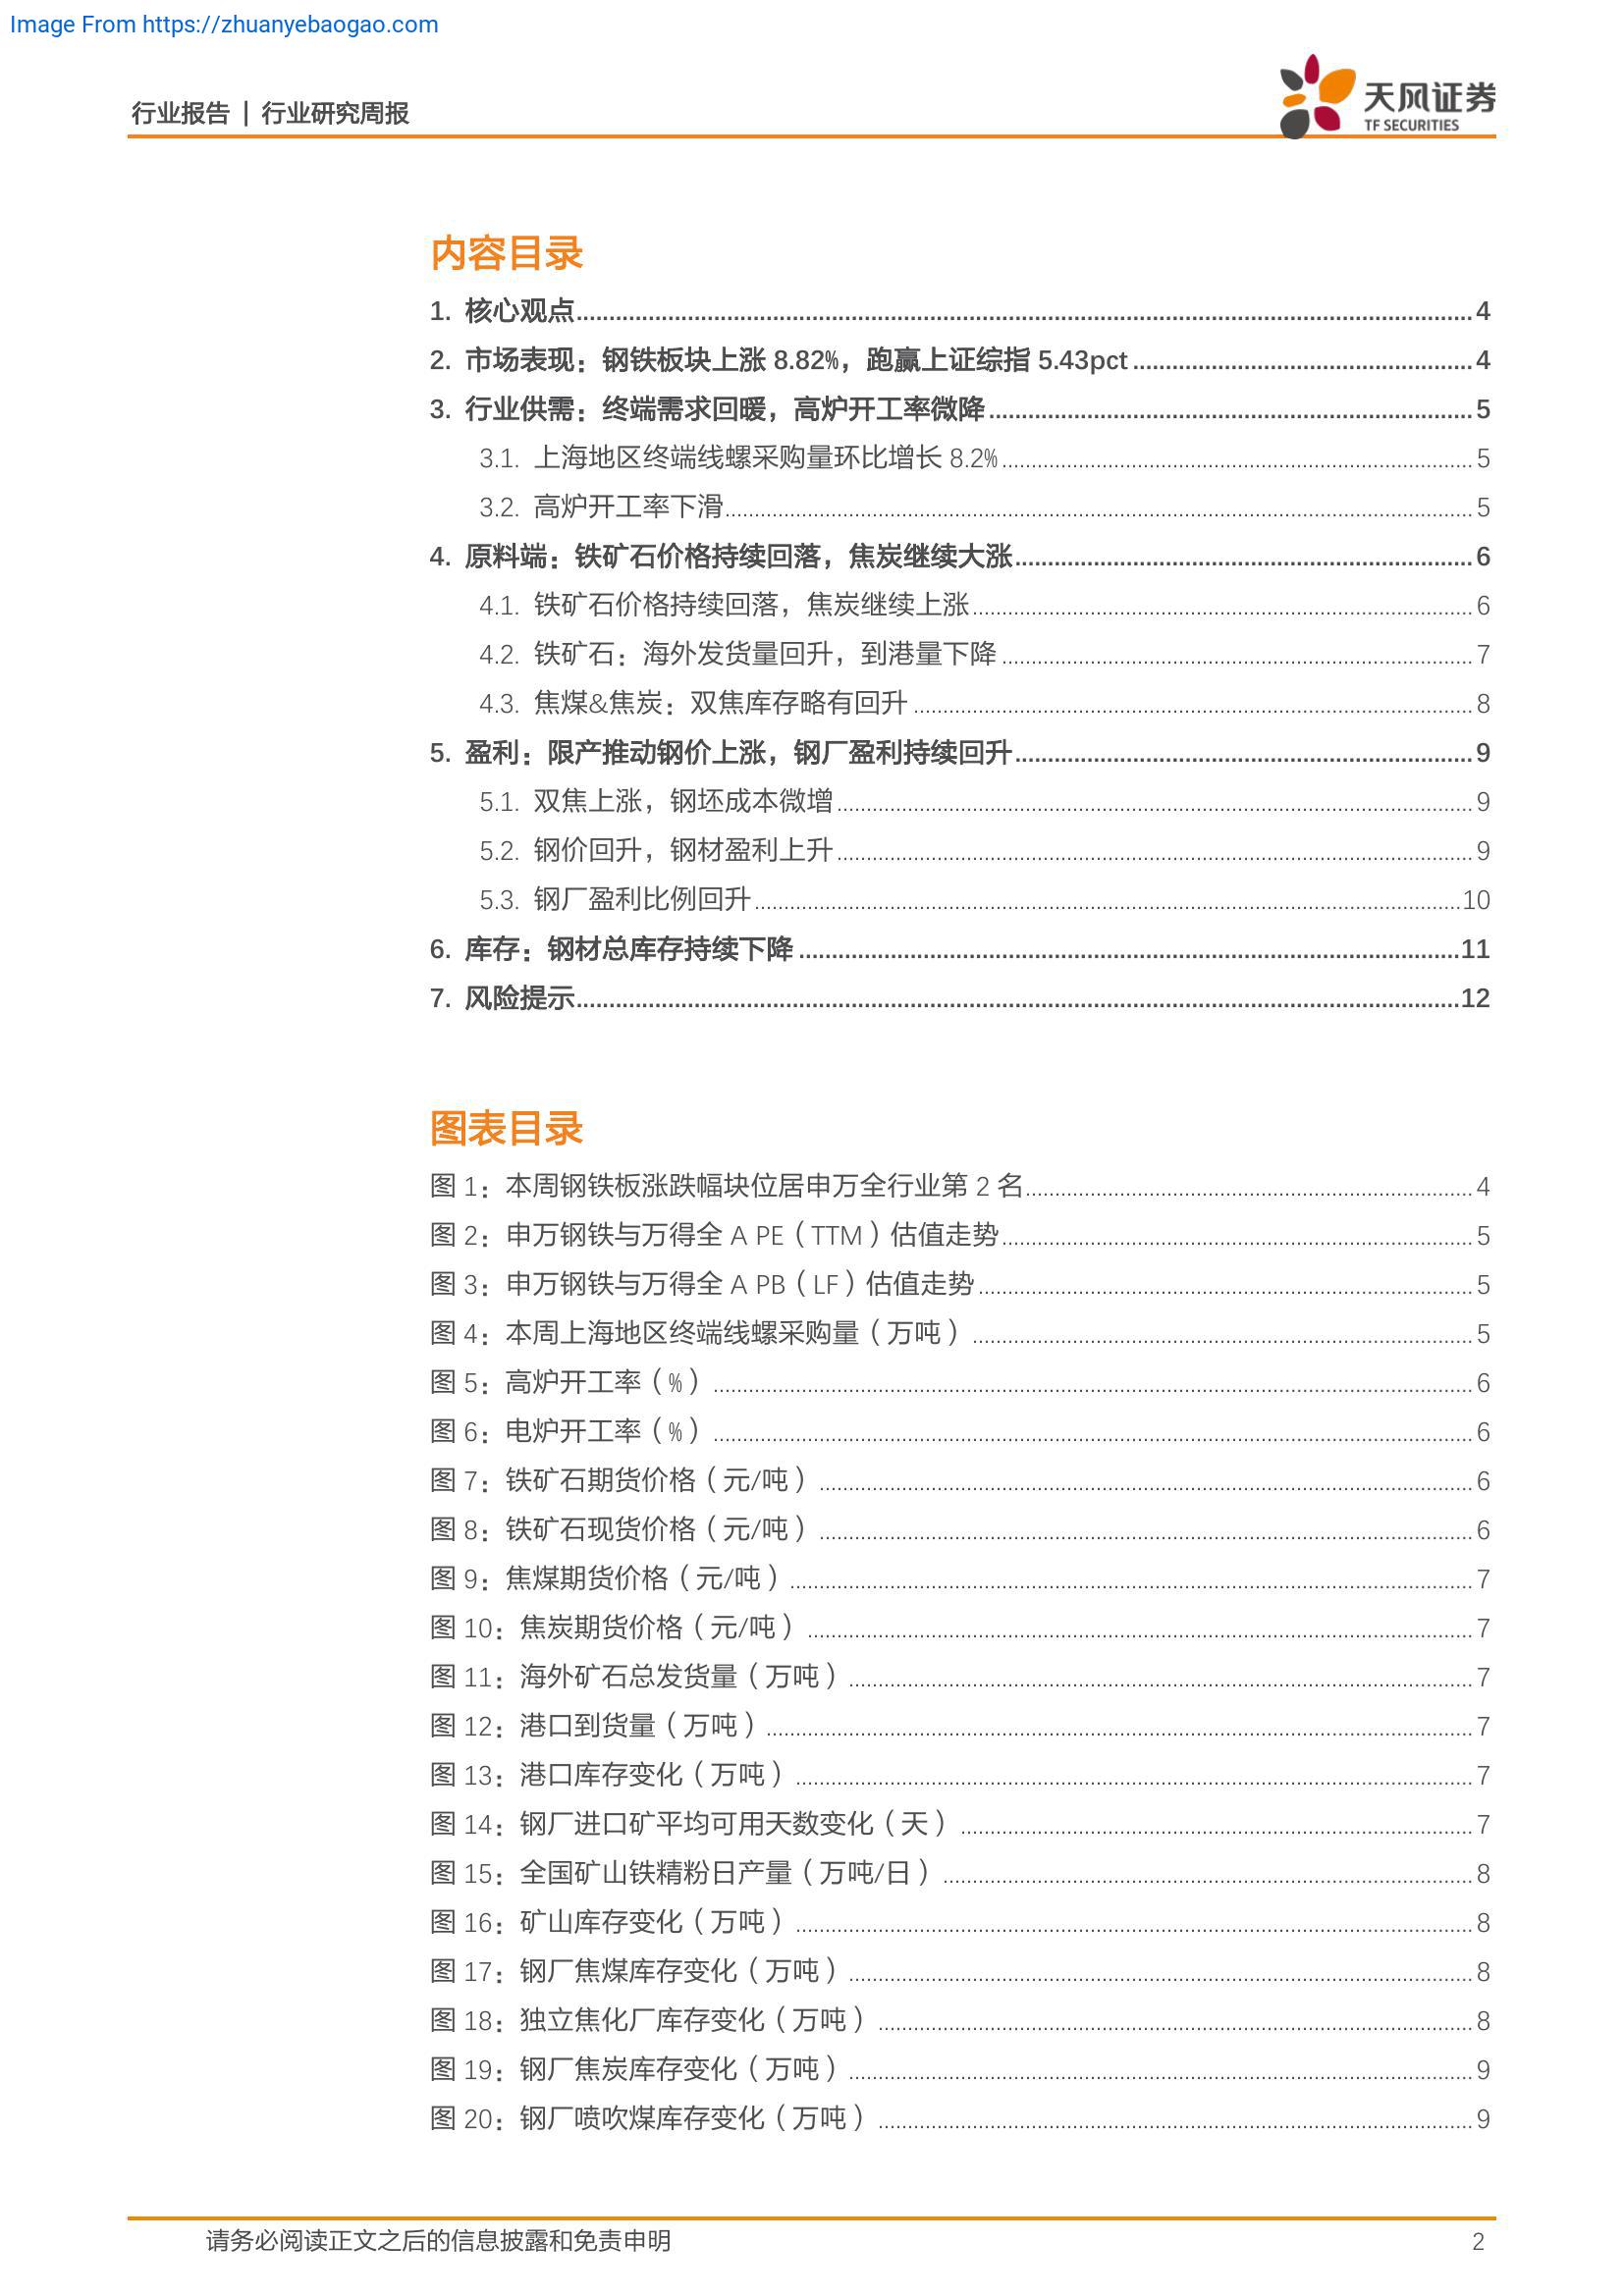 Image From https://zhuanyebaogao.com
行业报告 | 行业研究周报
天风证券
TF SECURITIES
内容目录
1. 核心观点 4
2. 市场表现：钢铁板块上涨 8.82%，跑赢上证综指 5.43pct 4
3. 行业供需：终端需求回暖，高炉开工率微降 5
3.1. 上海地区终端线螺采购量环比增长 8.2% 5
3.2. 高炉开工率下滑 5
4. 原料端：铁矿石价格持续回落，焦炭继续大涨 6
4.1. 铁矿石价格持续回落，焦炭继续上涨 6
4.2. 铁矿石：海外发货量回升，到港量下降 7
4.3. 焦煤&焦炭：双焦库存略有回升 8
5. 盈利：限产推动钢价上涨，钢厂盈利持续回升 9
5.1. 双焦上涨，钢坯成本微增 9
5.2. 钢价回升，钢材盈利上升 9
5.3. 钢厂盈利比例回升 10
6. 库存：钢材总库存持续下降 11
7. 风险提示 12
图表目录
图 1：本周钢铁板涨跌幅块位居申万全行业第 2 名 4
图 2：申万钢铁与万得全 A PE（TTM）估值走势 5
图 3：申万钢铁与万得全 A PB（LF）估值走势 5
图 4：本周上海地区终端线螺采购量（万吨） 5
图 5：高炉开工率（%） 6
图 6：电炉开工率（%） 6
图 7：铁矿石期货价格（元/吨） 6
图 8：铁矿石现货价格（元/吨） 6
图 9：焦煤期货价格（元/吨） 7
图 10：焦炭期货价格（元/吨） 7
图 11：海外矿石总发货量（万吨） 7
图 12：港口到货量（万吨） 7
图 13：港口库存变化（万吨） 7
图 14：钢厂进口矿平均可用天数变化（天） 7
图 15：全国矿山铁精粉日产量（万吨/日） 8
图 16：矿山库存变化（万吨） 8
图 17：钢厂焦煤库存变化（万吨） 8
图 18：独立焦化厂库存变化（万吨） 8
图 19：钢厂焦炭库存变化（万吨） 9
图 20：钢厂喷吹煤库存变化（万吨） 9
请务必阅读正文之后的信息披露和免责申明 2